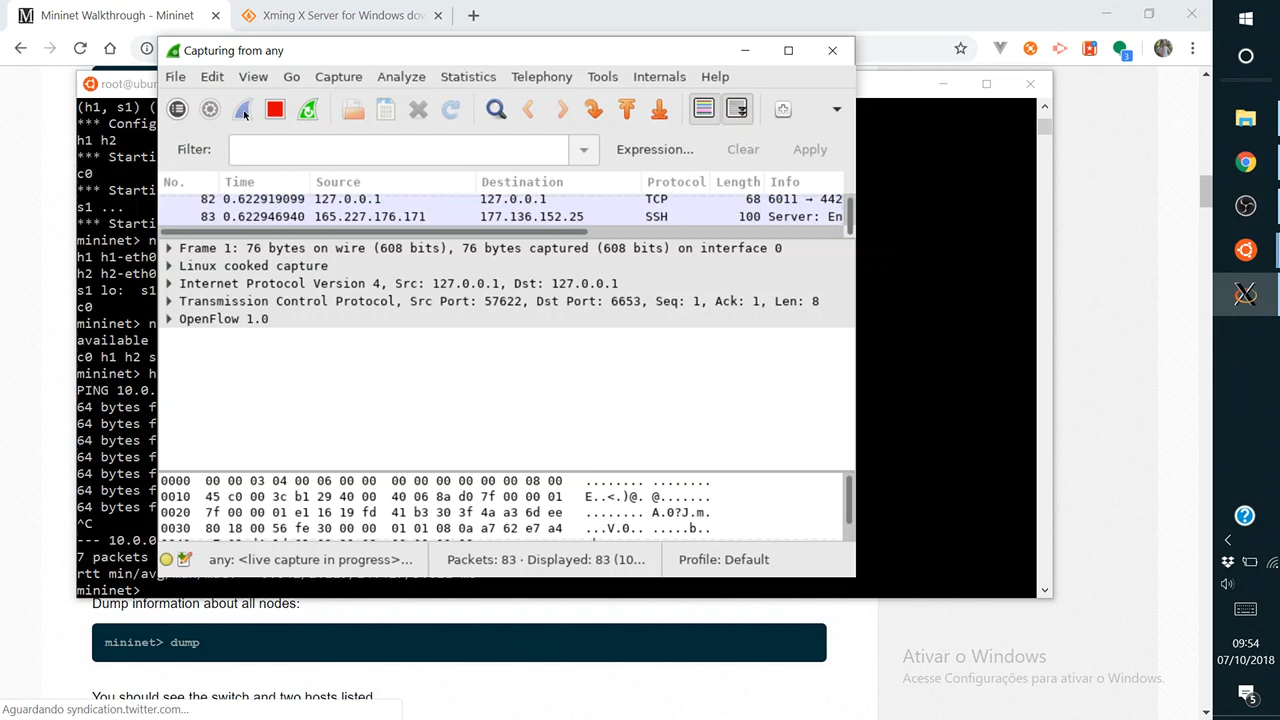 Mininet Walkthrough - Mininet
Xming X Server for Windows dov
Capturing from any
root@ubu
File Edit View Go Capture Analyze Statistics Telephony Tools Internals Help
Filter: Expression... Clear Apply
No. Time Source Destination Protocol Length Info
82 0.622919099 127.0.0.1 127.0.0.1 TCP 68 6011 → 442
83 0.622946940 165.227.176.171 177.136.152.25 SSH 100 Server: En
Frame 1: 76 bytes on wire (608 bits), 76 bytes captured (608 bits) on interface 0
Linux cooked capture
Internet Protocol Version 4, Src: 127.0.0.1, Dst: 127.0.0.1
Transmission Control Protocol, Src Port: 57622, Dst Port: 6653, Seq: 1, Ack: 1, Len: 8
OpenFlow 1.0
0000 00 00 03 04 00 06 00 00 00 00 00 00 00 00 08 00 ........ ........
0010 45 c0 00 3c b1 29 40 00 40 06 8a d0 7f 00 00 01 E..<.)@. @.......
0020 7f 00 00 01 e1 16 19 fd 41 b3 30 3f 4a a3 6d ee ........ A.0?J.m.
0030 80 18 00 56 fe 30 00 00 01 01 08 0a a7 62 e7 a4 ...V.0.. .....b..
any: <live capture in progress>... Packets: 83 · Displayed: 83 (10... Profile: Default
(h1, s1) (
*** Config
h1 h2
*** Starti
c0
*** Starti
s1 ...
*** Starti
mininet> n
h1 h1-eth0
h2 h2-eth0
s1 lo: s1
c0
mininet> n
available
c0 h1 h2 s
mininet> h
PING 10.0.
64 bytes f
64 bytes f
64 bytes f
64 bytes f
64 bytes f
64 bytes f
64 bytes f
^C
--- 10.0.0
7 packets
rtt min/avg
mininet>
Dump information about all nodes:
mininet> dump
You should see the switch and two hosts listed.
Aguardando syndication.twitter.com...
Ativar o Windows
Acesse Configurações para ativar o Windows.
3
09:54
07/10/2018
5